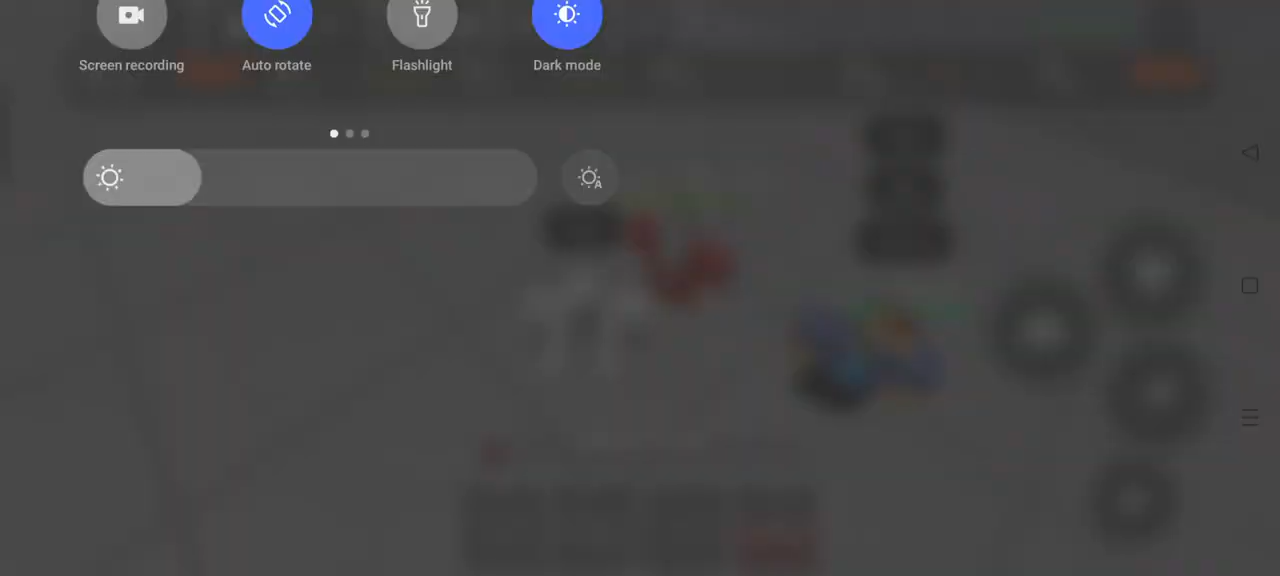 Screen recording
Auto rotate
Flashlight
Dark mode
A